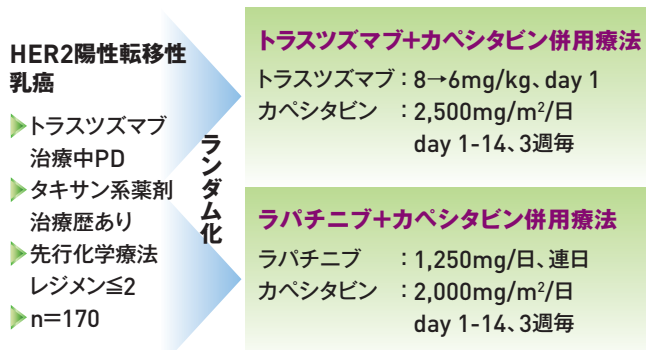 HER2陽性転移性
乳癌
トラスツズマブ
治療中PD
タキサン系薬剤
治療歴あり
先行化学療法
レジメン≦2
n=170
ランダム化
トラスツズマブ+カペシタビン併用療法
トラスツズマブ：8→6mg/kg、day 1
カペシタビン　：2,500mg/m²/日
day 1-14、3週毎
ラパチニブ+カペシタビン併用療法
ラパチニブ　　：1,250mg/日、連日
カペシタビン　：2,000mg/m²/日
day 1-14、3週毎